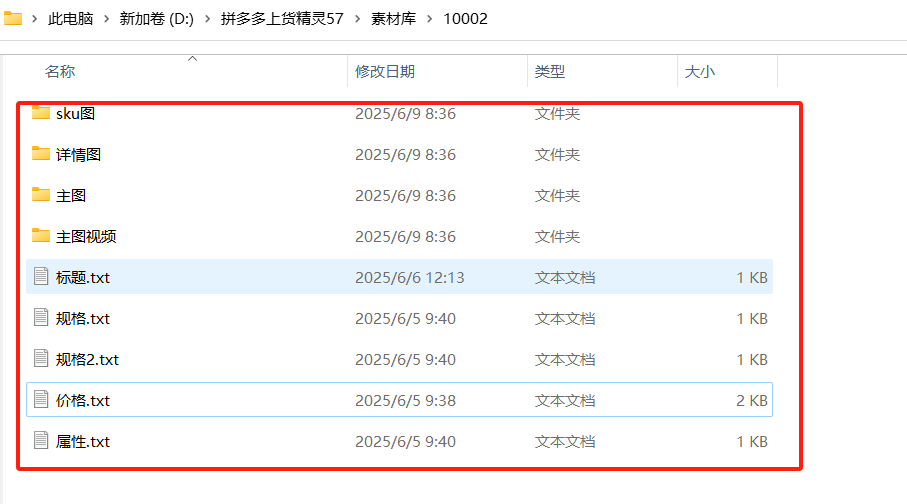 此电脑 > 新加卷 (D:) > 拼多多上货精灵57 > 素材库 > 10002
名称 修改日期 类型 大小
sku图 2025/6/9 8:36 文件夹
详情图 2025/6/9 8:36 文件夹
主图 2025/6/9 8:36 文件夹
主图视频 2025/6/9 8:36 文件夹
标题.txt 2025/6/6 12:13 文本文档 1 KB
规格.txt 2025/6/5 9:40 文本文档 1 KB
规格2.txt 2025/6/5 9:40 文本文档 1 KB
价格.txt 2025/6/5 9:38 文本文档 2 KB
属性.txt 2025/6/5 9:40 文本文档 1 KB